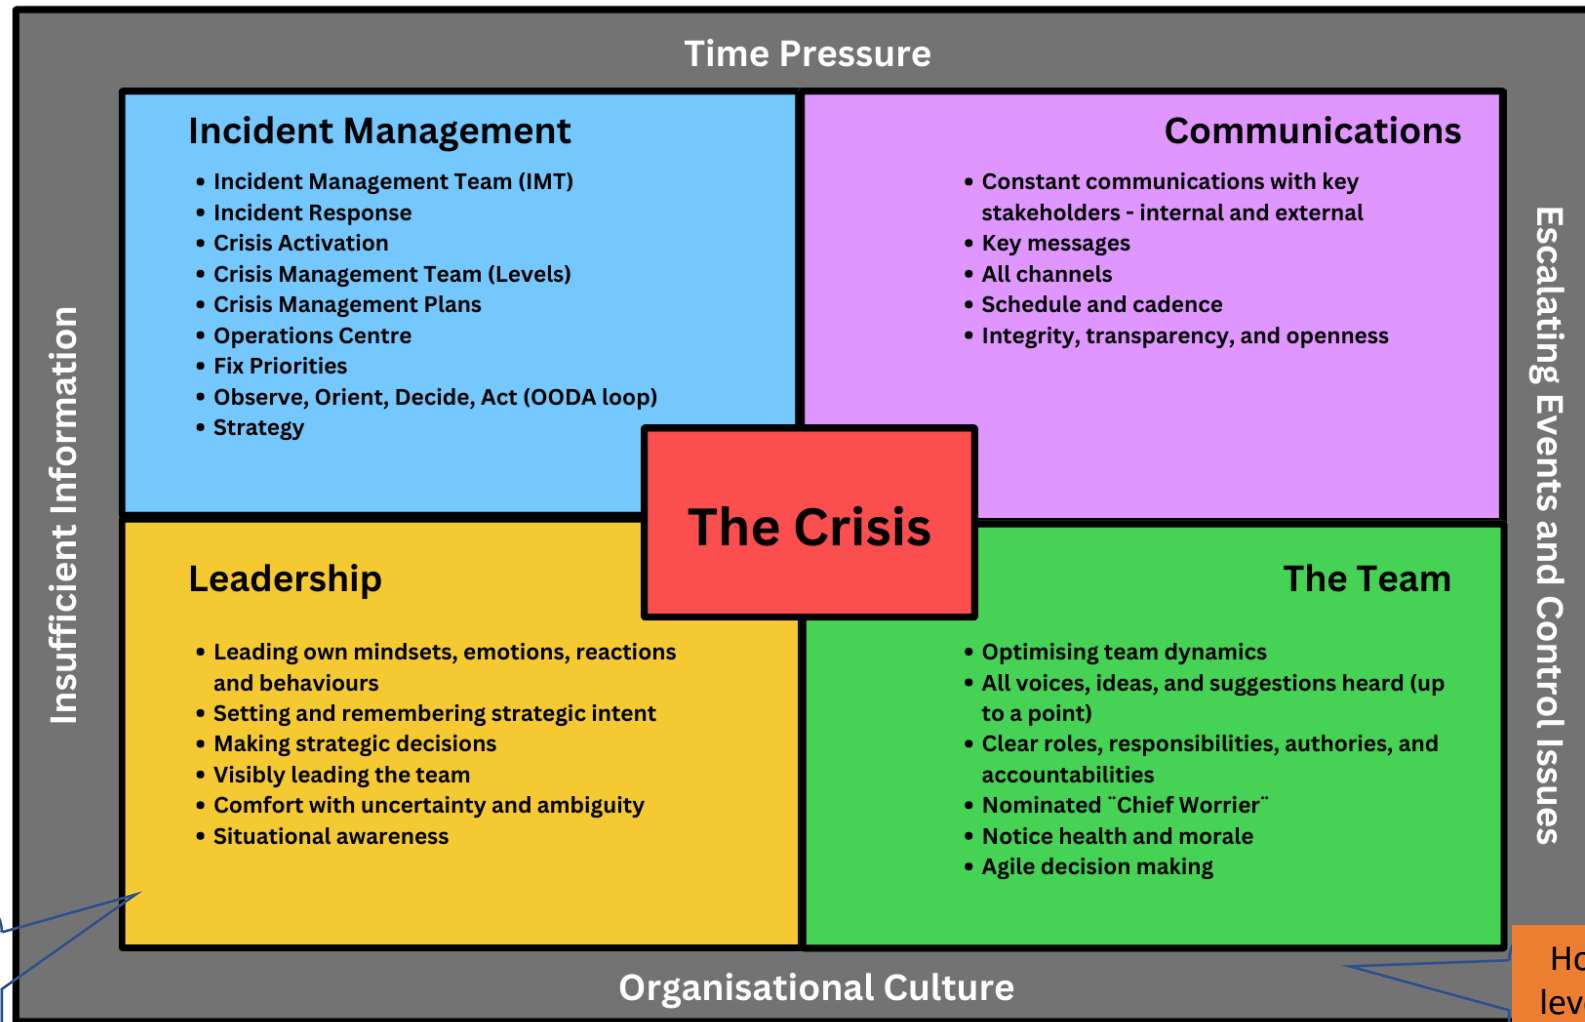 Time Pressure
Incident Management
• Incident Management Team (IMT)
• Incident Response
• Crisis Activation
• Crisis Management Team (Levels)
• Crisis Management Plans
• Operations Centre
• Fix Priorities
• Observe, Orient, Decide, Act (OODA loop)
• Strategy
Communications
• Constant communications with key
stakeholders - internal and external
• Key messages
• All channels
• Schedule and cadence
• Integrity, transparency, and openness
Insufficient Information
The Crisis
Escalating Events and Control Issues
Leadership
• Leading own mindsets, emotions, reactions
and behaviours
• Setting and remembering strategic intent
• Making strategic decisions
• Visibly leading the team
• Comfort with uncertainty and ambiguity
• Situational awareness
The Team
• Optimising team dynamics
• All voices, ideas, and suggestions heard (up
to a point)
• Clear roles, responsibilities, authories, and
accountabilities
• Nominated ¨Chief Worrier¨
• Notice health and morale
• Agile decision making
Organisational Culture